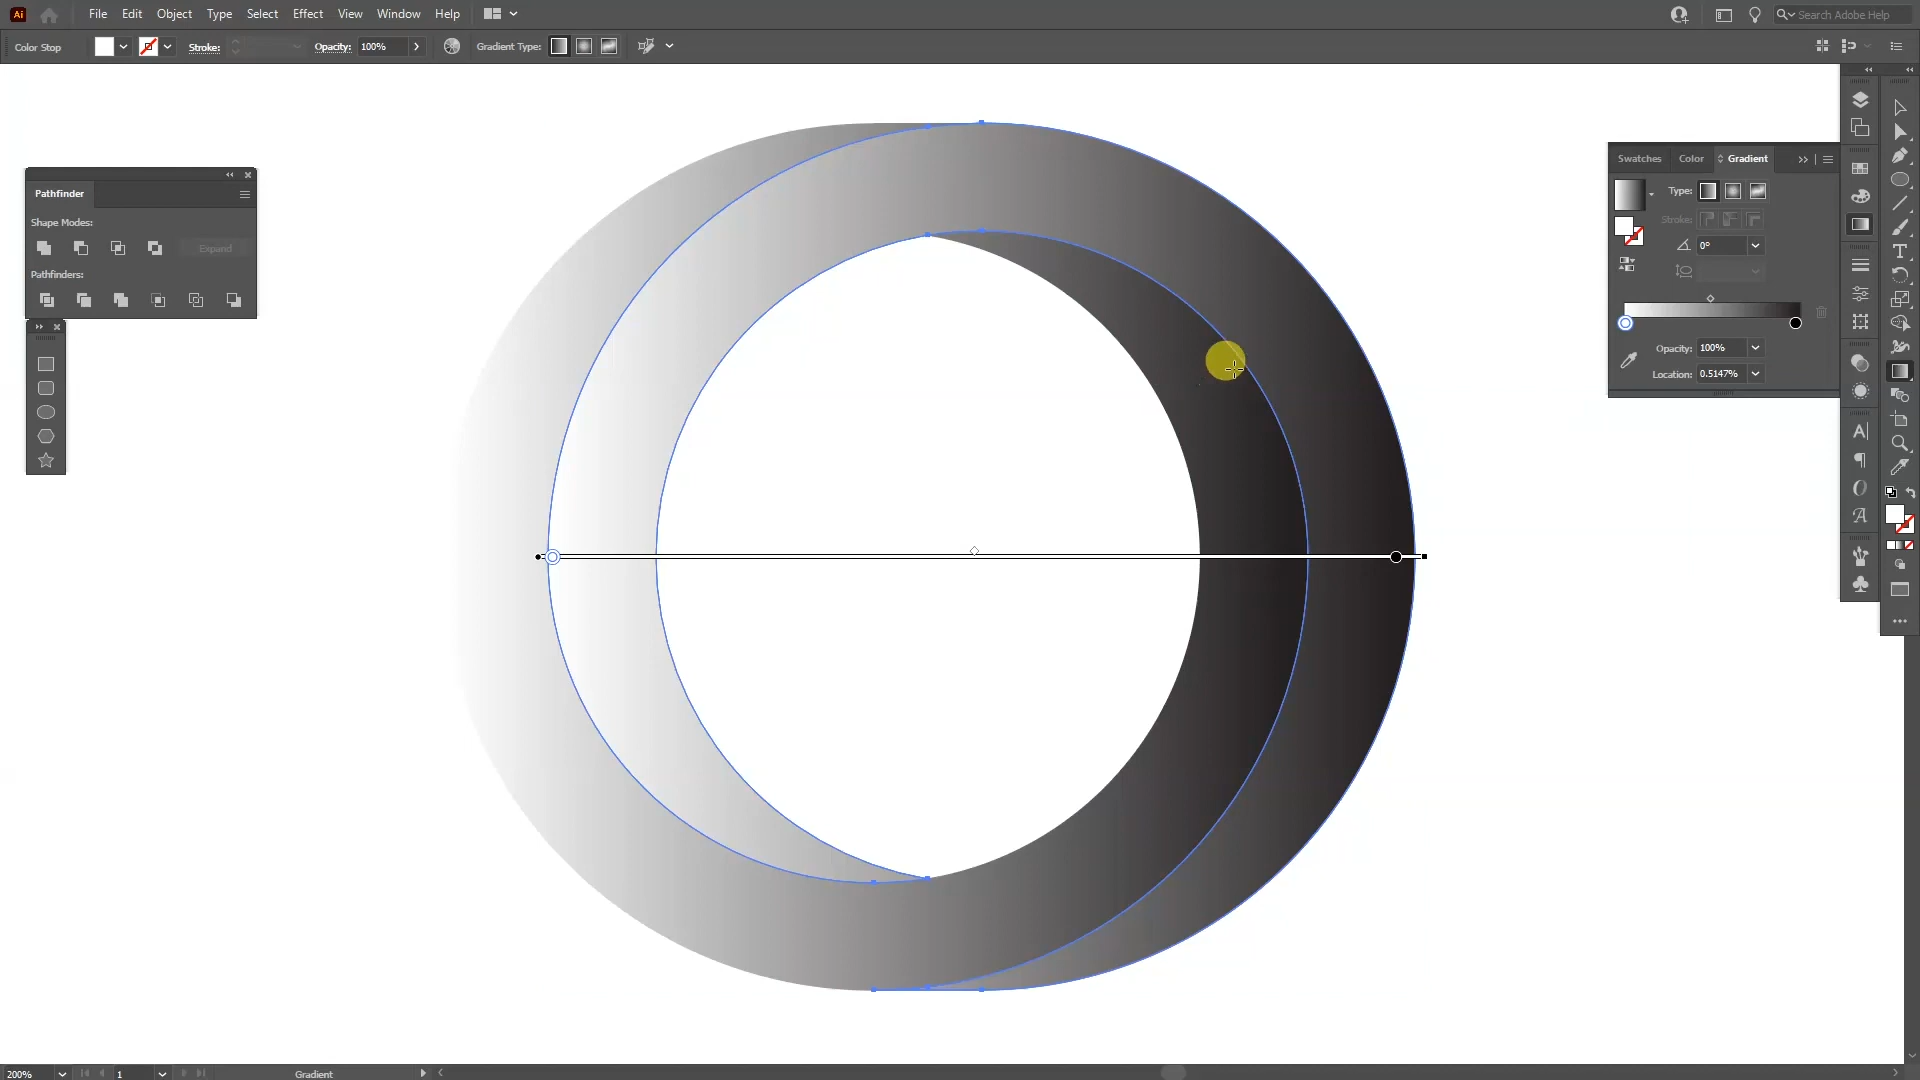 Ai File Edit Object Type Select Effect View Window Help Search Adobe Help
Color Stop Stroke: Opacity: 100% Gradient Type:
Pathfinder
Shape Modes:
Expand
Pathfinders:
Swatches Color Gradient
Type:
Stroke:
0°
Opacity: 100%
Location: 0.5147%
200% 1 Gradient